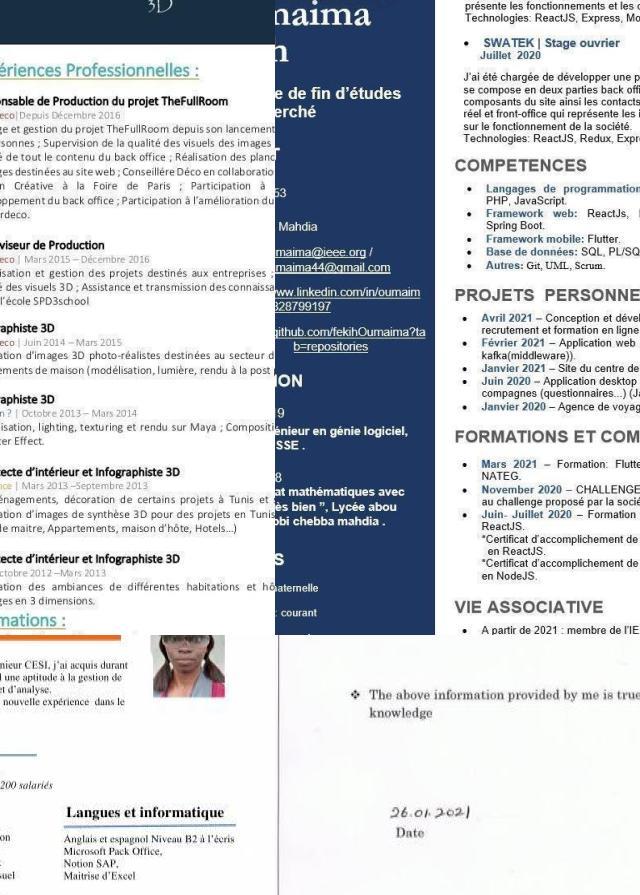 3D
ériences Professionnelles :
onsable de Production du projet TheFullRoom
eco|Depuis Décembre 2016
ge et gestion du projet TheFullRoom depuis son lancement
rsonnes ; Supervision de la qualité des visuels des images
é de tout le contenu du back office ; Réalisation des planc
ges destinées au site web ; Conseillère Déco en collaboratio
n Créative à la Foire de Paris ; Participation à
oppement du back office ; Participation à l'amélioration du
rdeco.
viseur de Production
eco | Mars 2015 – Décembre 2016
isation et gestion des projets destinés aux entreprises ;
é des visuels 3D ; Assistance et transmission des connaissa
l'école SPD3school
graphiste 3D
eco | Juin 2014 – Mars 2015
ation d'images 3D photo-réalistes destinées au secteur d
ements de maison (modélisation, lumière, rendu à la post
graphiste 3D
n ? | Octobre 2013 – Mars 2014
isation, lighting, texturing et rendu sur Maya ; Compositi
ter Effect.
tecte d'intérieur et Infographiste 3D
nce | Mars 2013 –Septembre 2013
énagements, décoration de certains projets à Tunis et
ation d'images de synthèse 3D pour des projets en Tunis
de maitre, Appartements, maison d'hôte, Hotels...)
tecte d'intérieur et Infographiste 3D
ctobre 2012 –Mars 2013
ation des ambiances de différentes habitations et hô
ges en 3 dimensions.
mations :
maima
n
e de fin d'études
erché
53
Mahdia
maima@ieee.org /
maima44@gmail.com
ww.linkedin.com/in/oumaim
828799197
github.com/fekihOumaima?ta
b=repositories
ION
9
énieur en génie logiciel,
SSE .
8
at mathématiques avec
ès bien ”, Lycée abou
obi chebba mahdia .
S
aternelle
: courant
présente les fonctionnements et les
Technologies: ReactJS, Express, Mo
• SWATEK | Stage ouvrier
Juillet 2020
J'ai été chargée de développer une p
se compose en deux parties back offi
composants du site ainsi les contacts
réel et front-office qui représente les i
sur le fonctionnement de la société.
Technologies: ReactJS, Redux, Expr
COMPETENCES
• Langages de programmation
PHP, JavaScript.
• Framework web: ReactJs,
Spring Boot.
• Framework mobile: Flutter.
• Base de données: SQL, PL/SQ
• Autres: Git, UML, Scrum.
PROJETS PERSONNE
• Avril 2021 – Conception et dével
recrutement et formation en ligne
• Février 2021 – Application web
kafka(middleware)).
• Janvier 2021 – Site du centre de
• Juin 2020 – Application desktop
compagnes (questionnaires...) (Ja
• Janvier 2020 – Agence de voyag
FORMATIONS ET COM
• Mars 2021 – Formation: Flutte
NATEG.
• November 2020 – CHALLENGE
au challenge proposé par la socié
• Juin- Juillet 2020 – Formation
ReactJS.
*Certificat d'accomplichement de
en ReactJS.
*Certificat d'accomplichement de
en NodeJS.
VIE ASSOCIATIVE
• A partir de 2021 : membre de l'IE
nieur CESI, j'ai acquis durant
l une aptitude à la gestion de
et d'analyse.
nouvelle expérience dans le
200 salariés
Langues et informatique
on
Anglais et espagnol Niveau B2 à l'écris
Microsoft Pack Office,
Notion SAP,
suel
Maitrise d'Excel
❖ The above information provided by me is true
knowledge
26.01.2021
Date